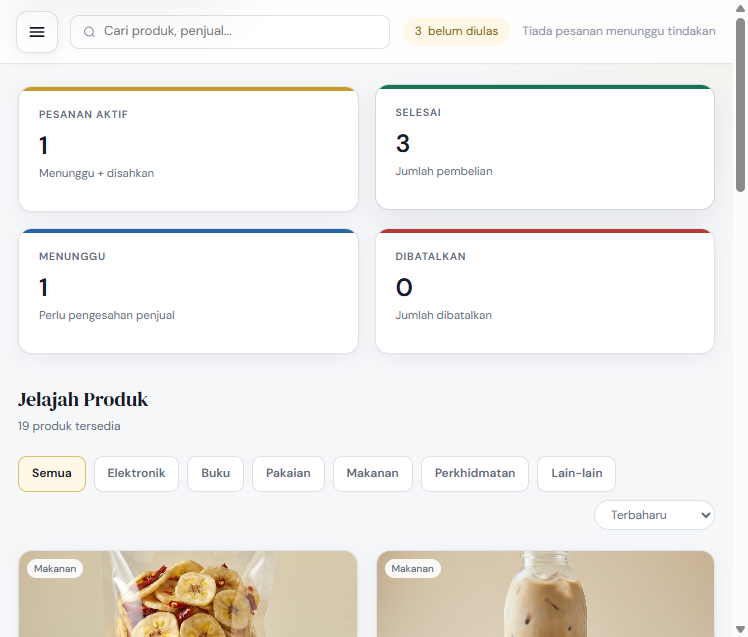 Cari produk, penjual...
3 belum diulas
Tiada pesanan menunggu tindakan
PESANAN AKTIF
1
Menunggu + disahkan
SELESAI
3
Jumlah pembelian
MENUNGGU
1
Perlu pengesahan penjual
DIBATALKAN
0
Jumlah dibatalkan
Jelajah Produk
19 produk tersedia
Semua
Elektronik
Buku
Pakaian
Makanan
Perkhidmatan
Lain-lain
Terbaharu
Makanan
Makanan